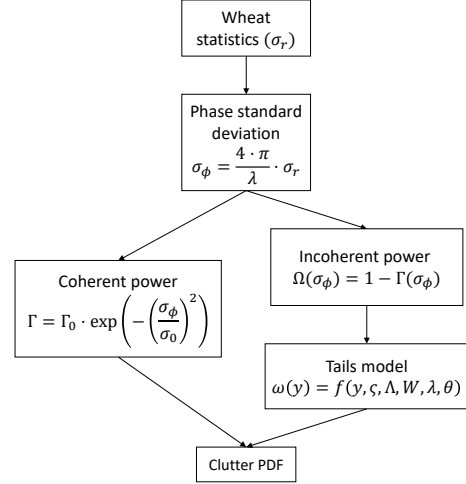 Wheat
statistics (σ_r)
Phase standard
deviation
σ_ϕ = (4 · π / λ) · σ_r
Coherent power
Γ = Γ_0 · exp(−(σ_ϕ / σ_0)^2)
Incoherent power
Ω(σ_ϕ) = 1 − Γ(σ_ϕ)
Tails model
ω(y) = f(y, ς, Λ, W, λ, θ)
Clutter PDF